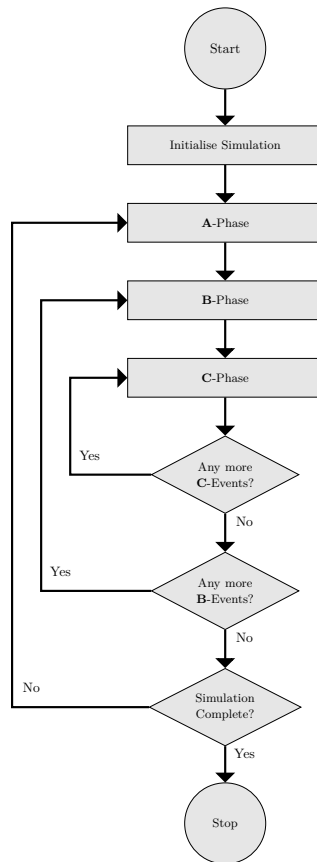 Start
Initialise Simulation
A-Phase
B-Phase
C-Phase
Any more
C-Events?
Yes
No
Any more
B-Events?
Yes
No
Simulation
Complete?
No
Yes
Stop